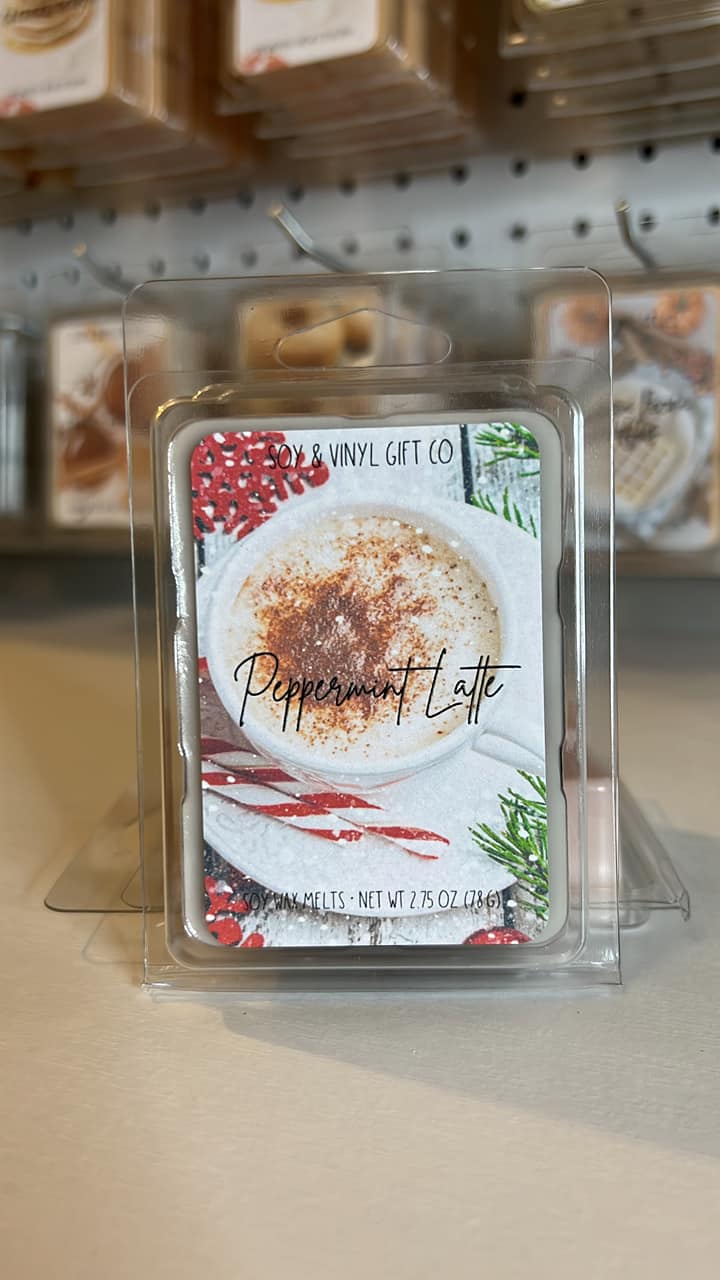 SOY & VINYL GIFT CO
Peppermint Latte
SOY WAX MELTS • NET WT 2.75 OZ (78 G)